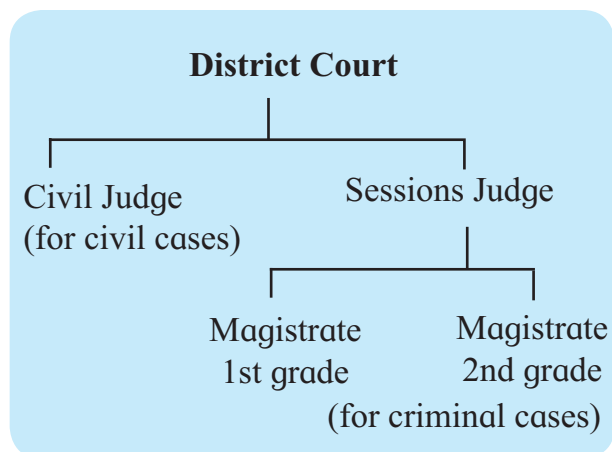 District Court
Civil Judge
(for civil cases)
Sessions Judge
Magistrate
1st grade
Magistrate
2nd grade
(for criminal cases)